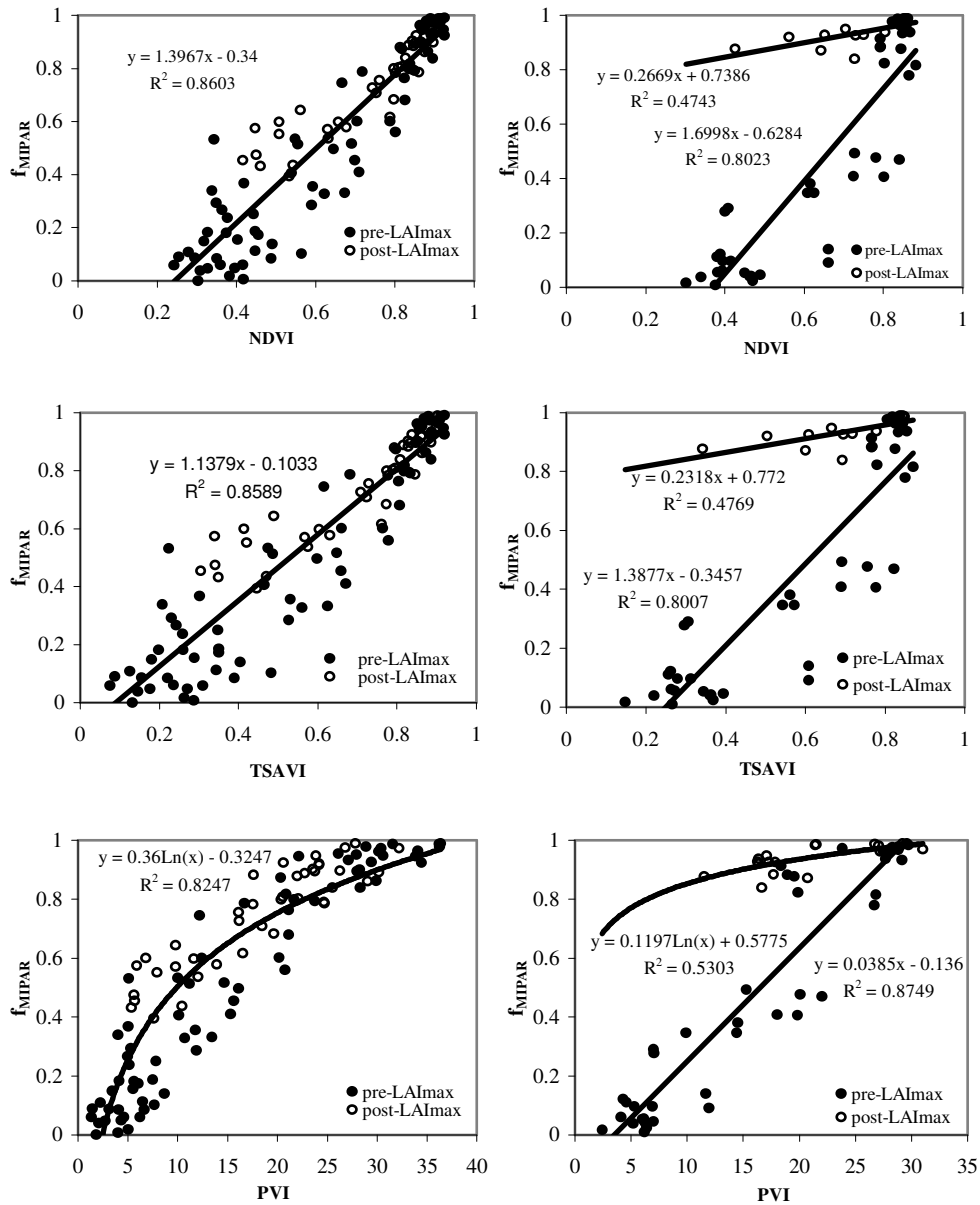 1
0.8
0.6
0.4
0.2
0
f_MIPAR
y = 1.3967x - 0.34
R² = 0.8603
pre-LAImax
post-LAImax
0 0.2 0.4 0.6 0.8 1
NDVI
1
0.8
0.6
0.4
0.2
0
f_MIPAR
y = 0.2669x + 0.7386
R² = 0.4743
y = 1.6998x - 0.6284
R² = 0.8023
pre-LAImax
post-LAImax
0 0.2 0.4 0.6 0.8 1
NDVI
1
0.8
0.6
0.4
0.2
0
f_MIPAR
y = 1.1379x - 0.1033
R² = 0.8589
pre-LAImax
post-LAImax
0 0.2 0.4 0.6 0.8 1
TSAVI
1
0.8
0.6
0.4
0.2
0
f_MIPAR
y = 0.2318x + 0.772
R² = 0.4769
y = 1.3877x - 0.3457
R² = 0.8007
pre-LAImax
post-LAImax
0 0.2 0.4 0.6 0.8 1
TSAVI
1
0.8
0.6
0.4
0.2
0
f_MIPAR
y = 0.36Ln(x) - 0.3247
R² = 0.8247
pre-LAImax
post-LAImax
0 5 10 15 20 25 30 35 40
PVI
1
0.8
0.6
0.4
0.2
0
f_MIPAR
y = 0.1197Ln(x) + 0.5775
R² = 0.5303
y = 0.0385x - 0.136
R² = 0.8749
pre-LAImax
post-LAImax
0 5 10 15 20 25 30 35
PVI